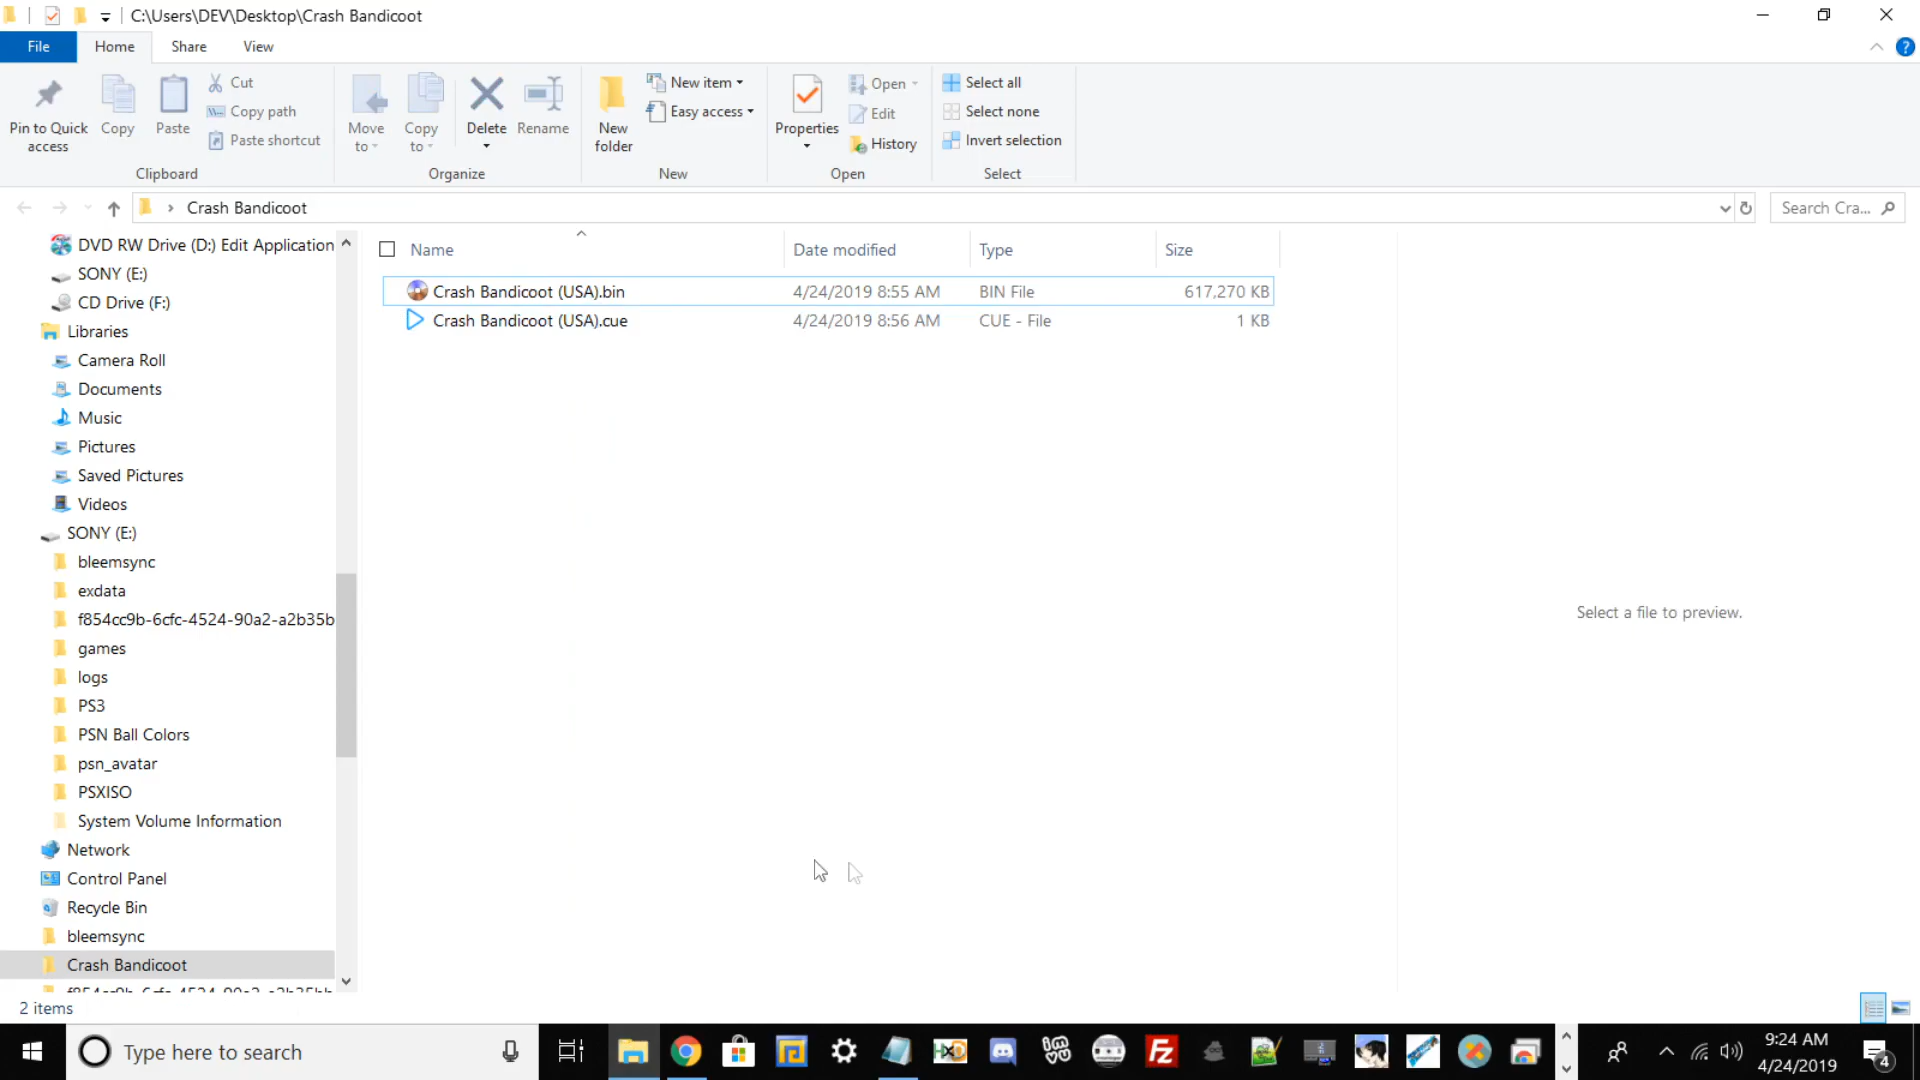 C:\Users\DEV\Desktop\Crash Bandicoot
File Home Share View
Pin to Quick access
Copy
Paste
Cut
Copy path
Paste shortcut
Clipboard
Move to
Copy to
Delete
Rename
Organize
New folder
New item
Easy access
New
Properties
Open
Edit
History
Open
Select all
Select none
Invert selection
Select
Crash Bandicoot
Search Cra...
DVD RW Drive (D:) Edit Application
SONY (E:)
CD Drive (F:)
Libraries
Camera Roll
Documents
Music
Pictures
Saved Pictures
Videos
SONY (E:)
bleemsync
exdata
f854cc9b-6cfc-4524-90a2-a2b35b
games
logs
PS3
PSN Ball Colors
psn_avatar
PSXISO
System Volume Information
Network
Control Panel
Recycle Bin
bleemsync
Crash Bandicoot
Name Date modified Type Size
Crash Bandicoot (USA).bin 4/24/2019 8:55 AM BIN File 617,270 KB
Crash Bandicoot (USA).cue 4/24/2019 8:56 AM CUE - File 1 KB
Select a file to preview.
2 items
Type here to search
9:24 AM
4/24/2019
4